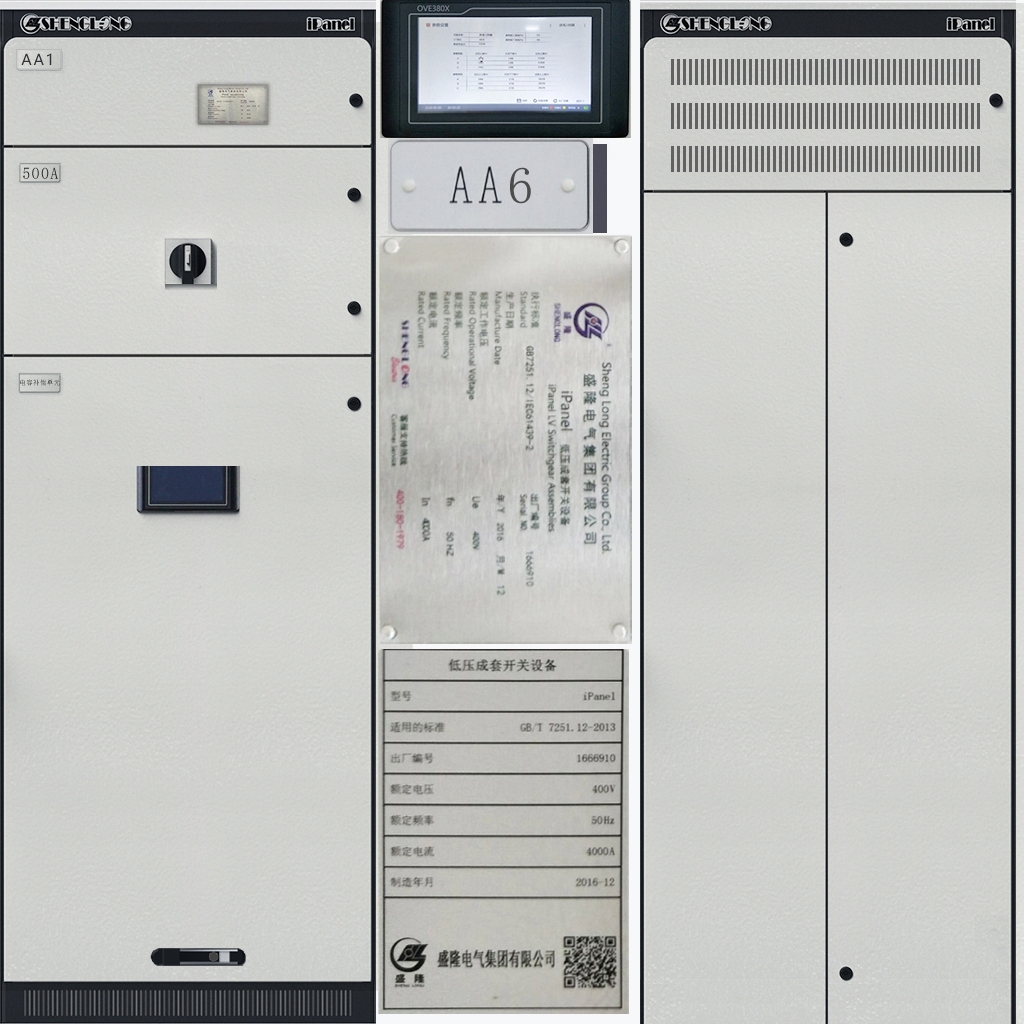 SHENGLONG
iPanel
AA1
500A
电容补偿单元
OVE380X
AA6
盛隆
SHENGLONG
Sheng Long Electric Group Co., Ltd.
盛隆电气集团有限公司
iPanel 低压成套开关设备
iPanel LV Switchgear Assemblies
执行标准 GB7251.12/IEC61439-2 出厂编号 1666910
Standard Serial NO.
生产日期 年/Y 2016 月/M 12
Manufacture Date
额定工作电压 Ue 400V
Rated Operational Voltage
额定频率 fn 50 HZ
Rated Frequency
额定电流 In 4000A
Rated Current
SHENGLONG
Electric
客服支持热线 400-180-1979
Customer Service
低压成套开关设备
型号 iPanel
适用的标准 GB/T 7251.12-2013
出厂编号 1666910
额定电压 400V
额定频率 50Hz
额定电流 4000A
制造年月 2016-12
盛隆
SHENG LONG
盛隆电气集团有限公司
SHENGLONG
iPanel